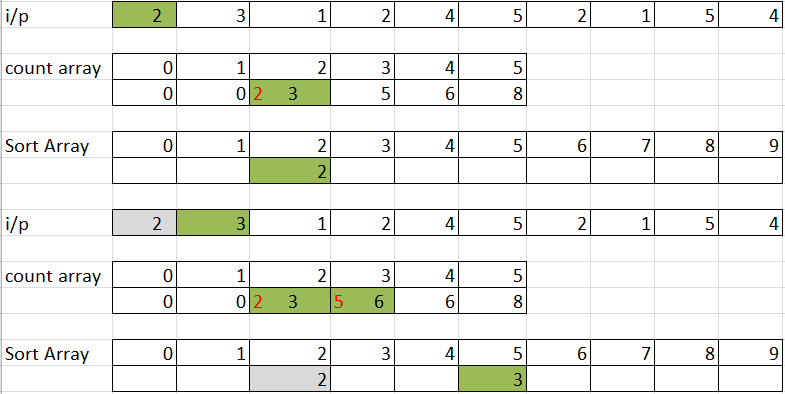 i/p 2 3 1 2 4 5 2 1 5 4
count array 0 1 2 3 4 5
0 0 2 3 5 6 8
Sort Array 0 1 2 3 4 5 6 7 8 9
2
i/p 2 3 1 2 4 5 2 1 5 4
count array 0 1 2 3 4 5
0 0 2 3 5 6 6 8
Sort Array 0 1 2 3 4 5 6 7 8 9
2 3